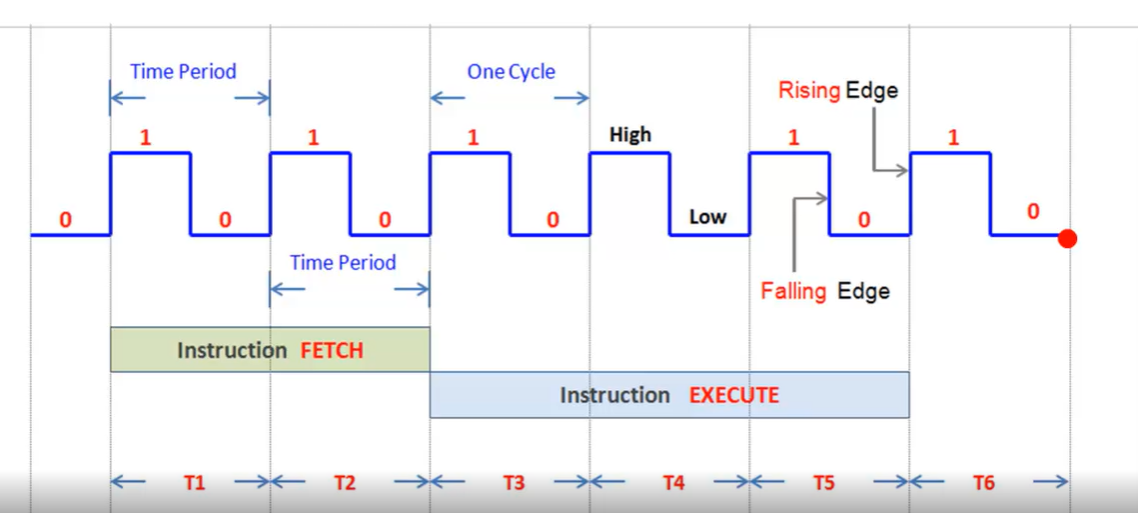 Time Period
One Cycle
Rising Edge
1 1 1 High 1 1
0 0 0 0 Low 0 0
Time Period
Falling Edge
Instruction FETCH
Instruction EXECUTE
T1 T2 T3 T4 T5 T6